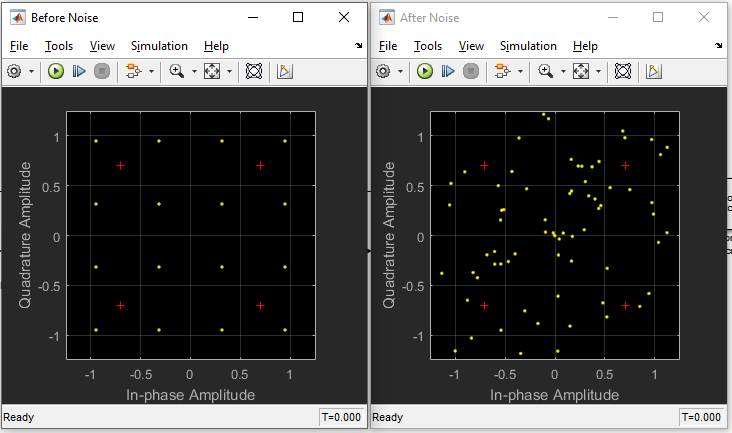 Before Noise
File Tools View Simulation Help
1
0.5
0
-0.5
-1
Quadrature Amplitude
-1 -0.5 0 0.5 1
In-phase Amplitude
Ready T=0.000
After Noise
File Tools View Simulation Help
1
0.5
0
-0.5
-1
Quadrature Amplitude
-1 -0.5 0 0.5 1
In-phase Amplitude
Ready T=0.000